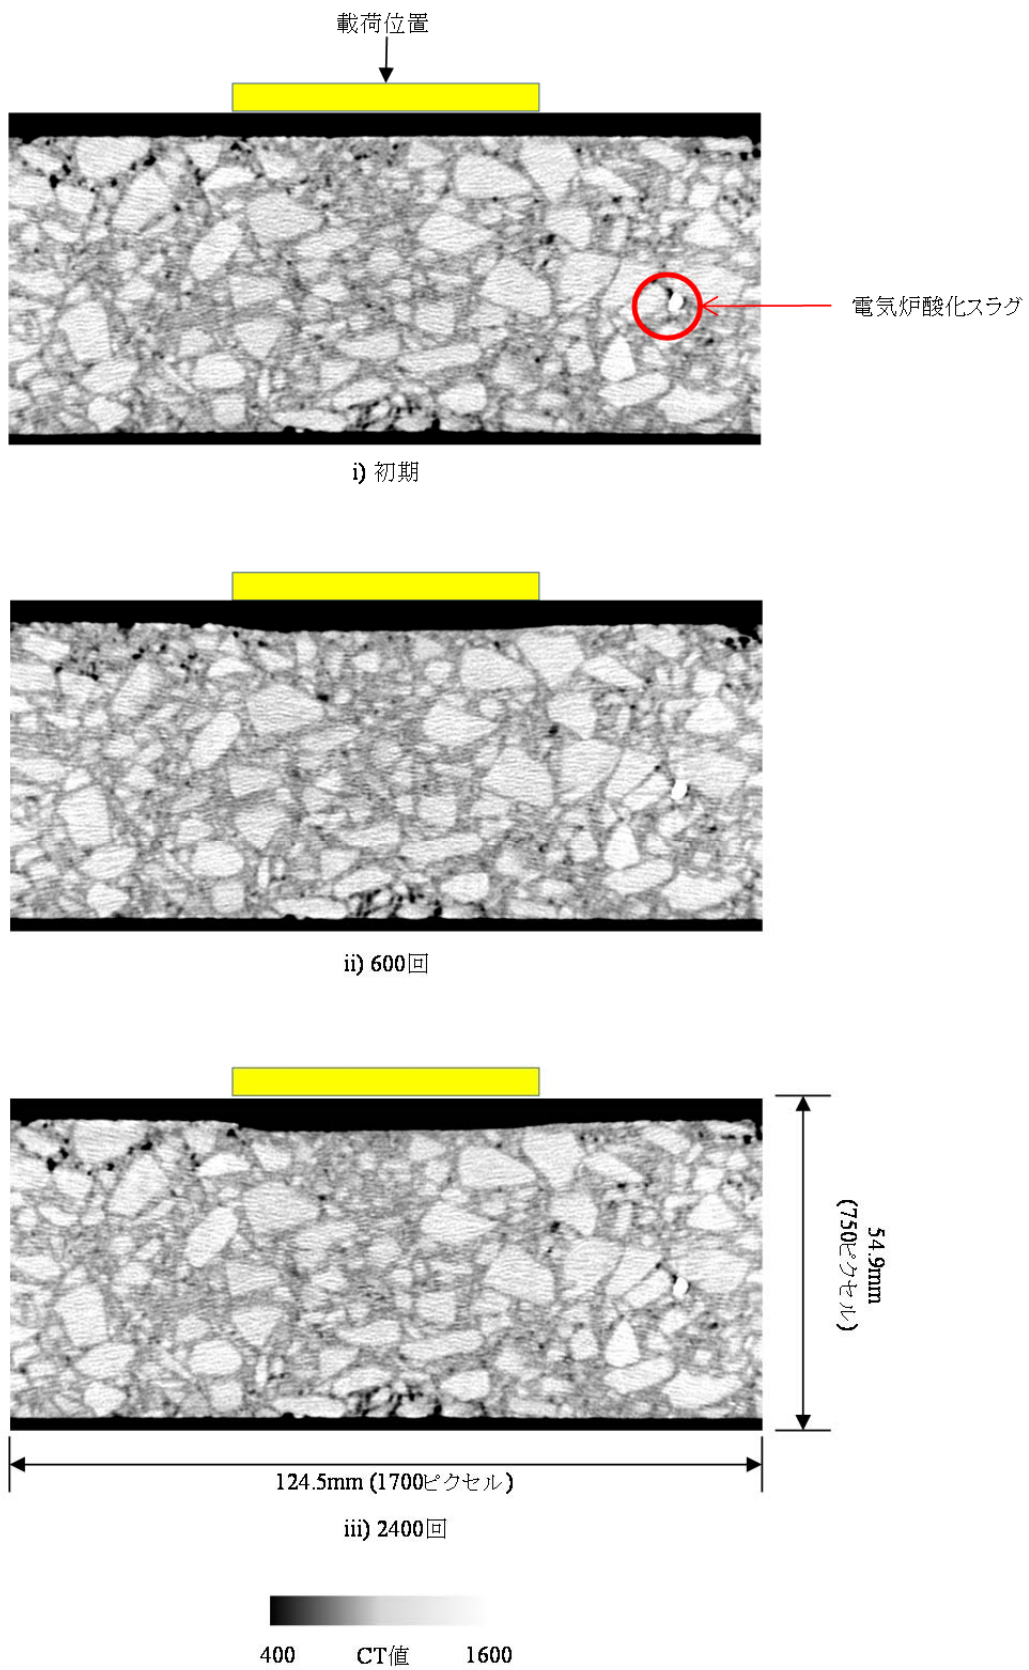 載荷位置
電気炉酸化スラグ
i) 初期
ii) 600回
54.9mm
(750ピクセル)
124.5mm (1700ピクセル)
iii) 2400回
400 CT値 1600